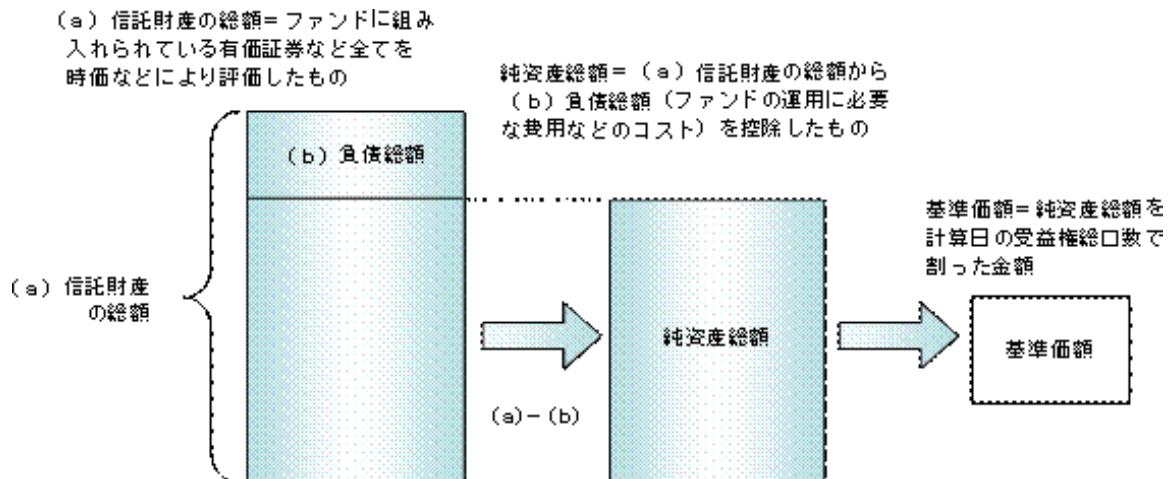 (a) 信託財産の総額=ファンドに組み
入れられている有価証券など全てを
時価などにより評価したもの
純資産総額=(a) 信託財産の総額から
(b) 負債総額(ファンドの運用に必要
な費用などのコスト)を控除したもの
(b) 負債総額
基準価額=純資産総額を
計算日の受益権総口数で
割った金額
(a) 信託財産
の総額
純資産総額
基準価額
(a)-(b)